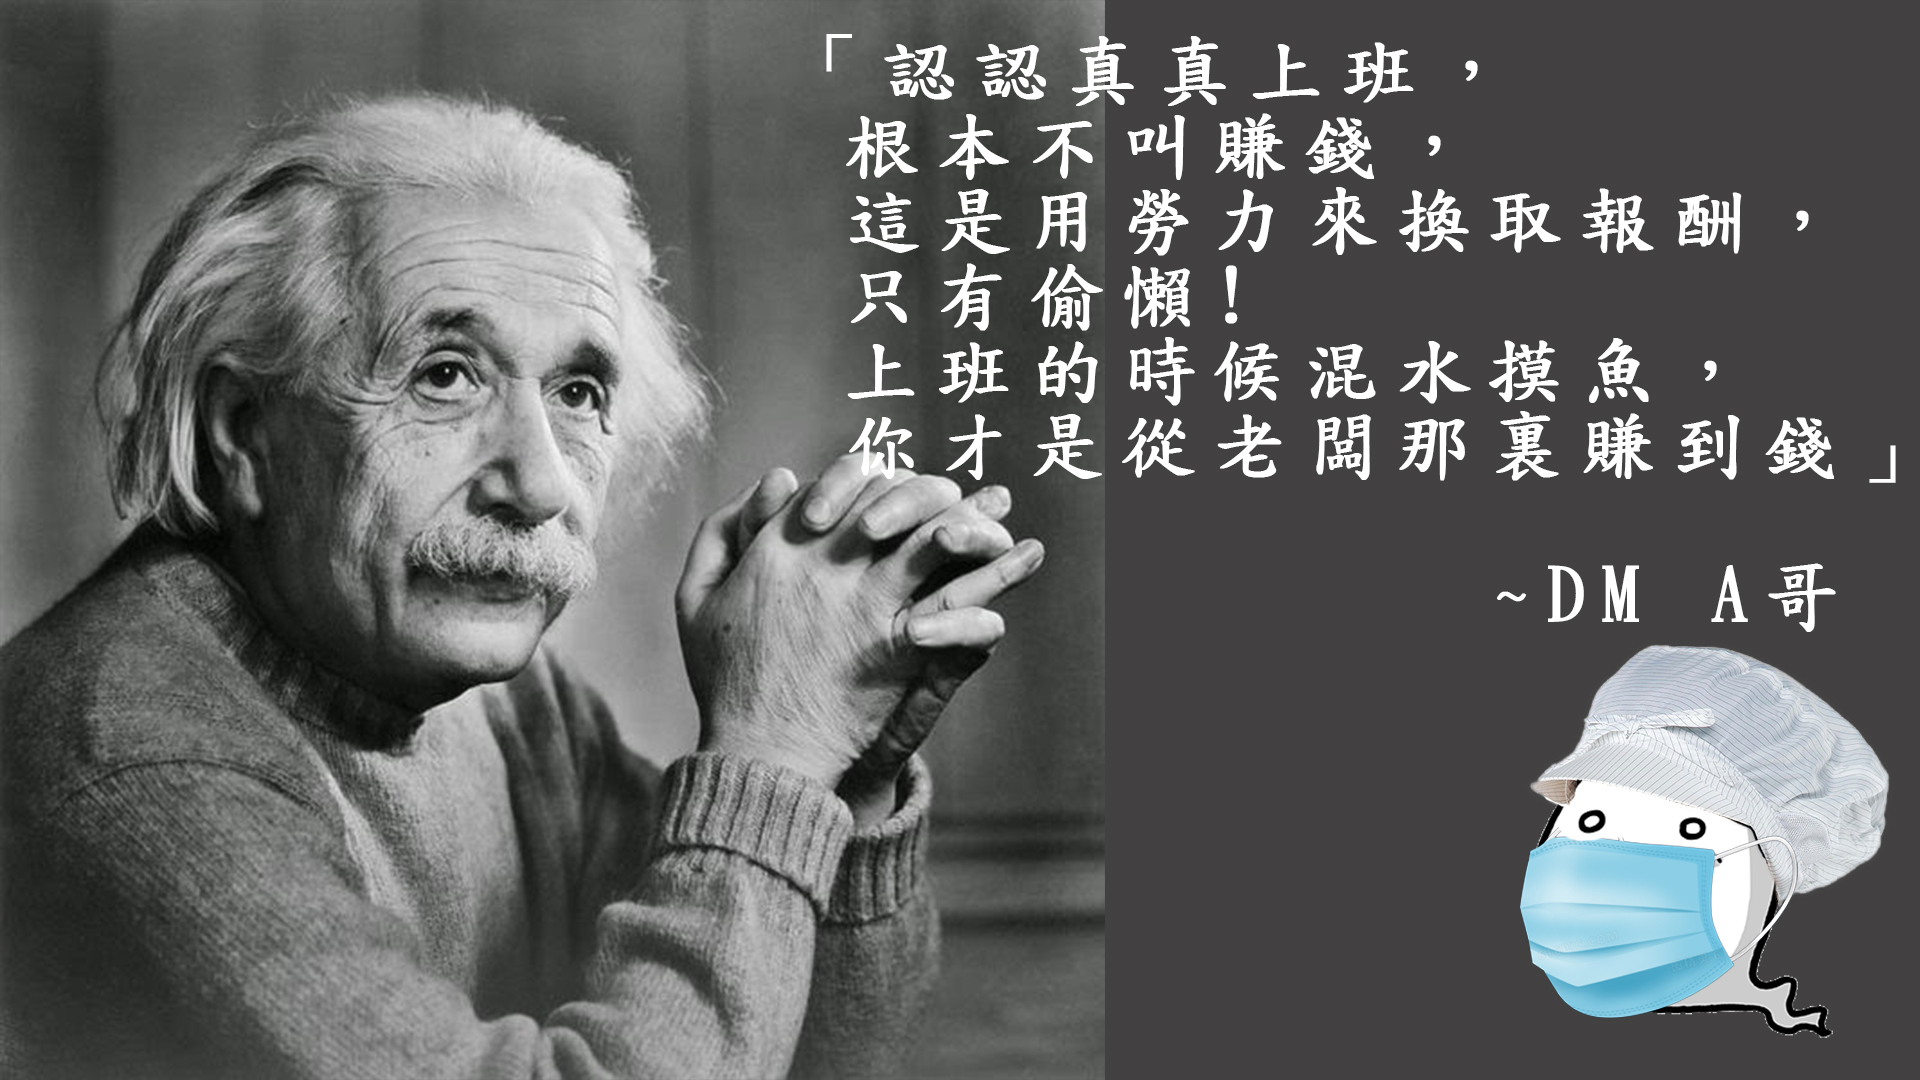 「認認真真上班，
根本不叫賺錢，
這是用勞力來換取報酬，
只有偷懶！
上班的時候混水摸魚，
你才是從老闆那裏賺到錢」
~DM A哥